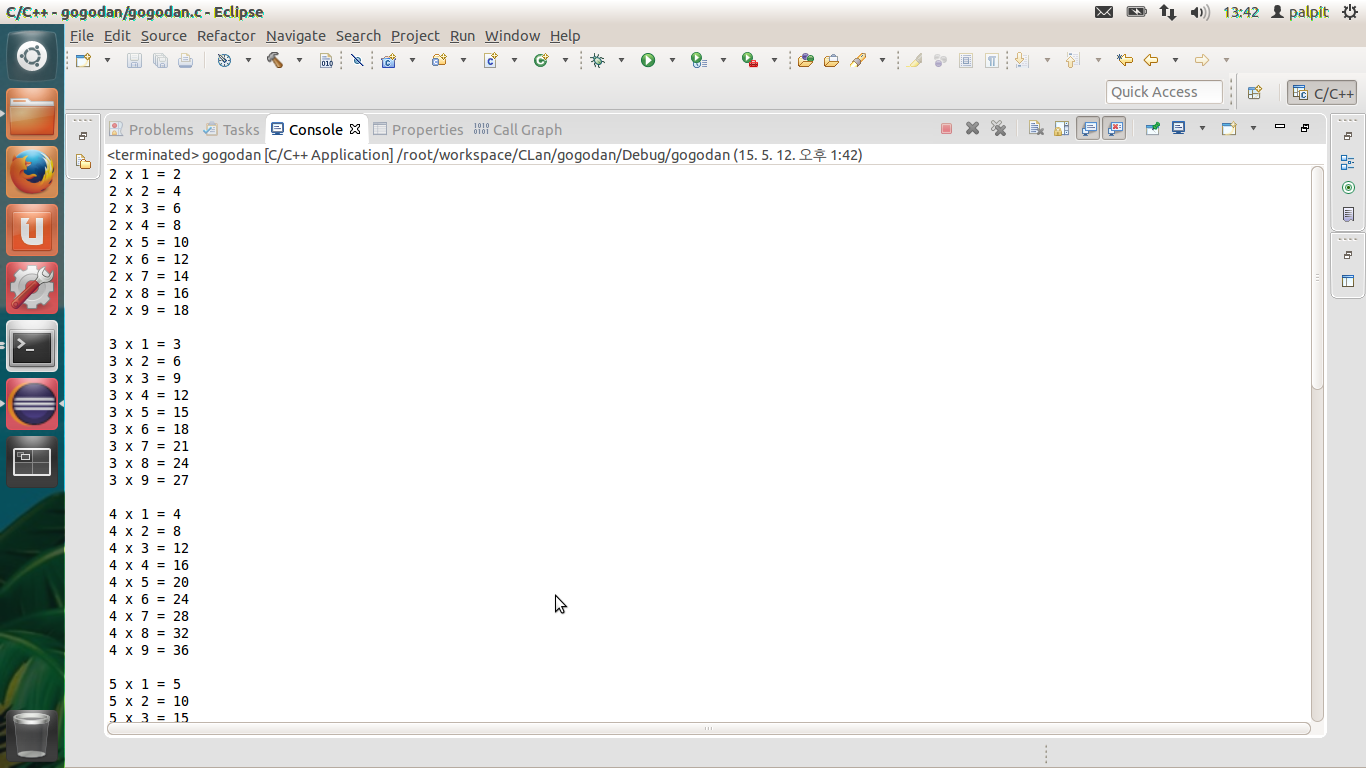 C/C++ - gogodan/gogodan.c - Eclipse
13:42
palpit
File Edit Source Refactor Navigate Search Project Run Window Help
Quick Access
C/C++
Problems Tasks Console Properties Call Graph
<terminated> gogodan [C/C++ Application] /root/workspace/CLan/gogodan/Debug/gogodan (15. 5. 12. 오후 1:42)
2 x 1 = 2
2 x 2 = 4
2 x 3 = 6
2 x 4 = 8
2 x 5 = 10
2 x 6 = 12
2 x 7 = 14
2 x 8 = 16
2 x 9 = 18
3 x 1 = 3
3 x 2 = 6
3 x 3 = 9
3 x 4 = 12
3 x 5 = 15
3 x 6 = 18
3 x 7 = 21
3 x 8 = 24
3 x 9 = 27
4 x 1 = 4
4 x 2 = 8
4 x 3 = 12
4 x 4 = 16
4 x 5 = 20
4 x 6 = 24
4 x 7 = 28
4 x 8 = 32
4 x 9 = 36
5 x 1 = 5
5 x 2 = 10
5 x 3 = 15